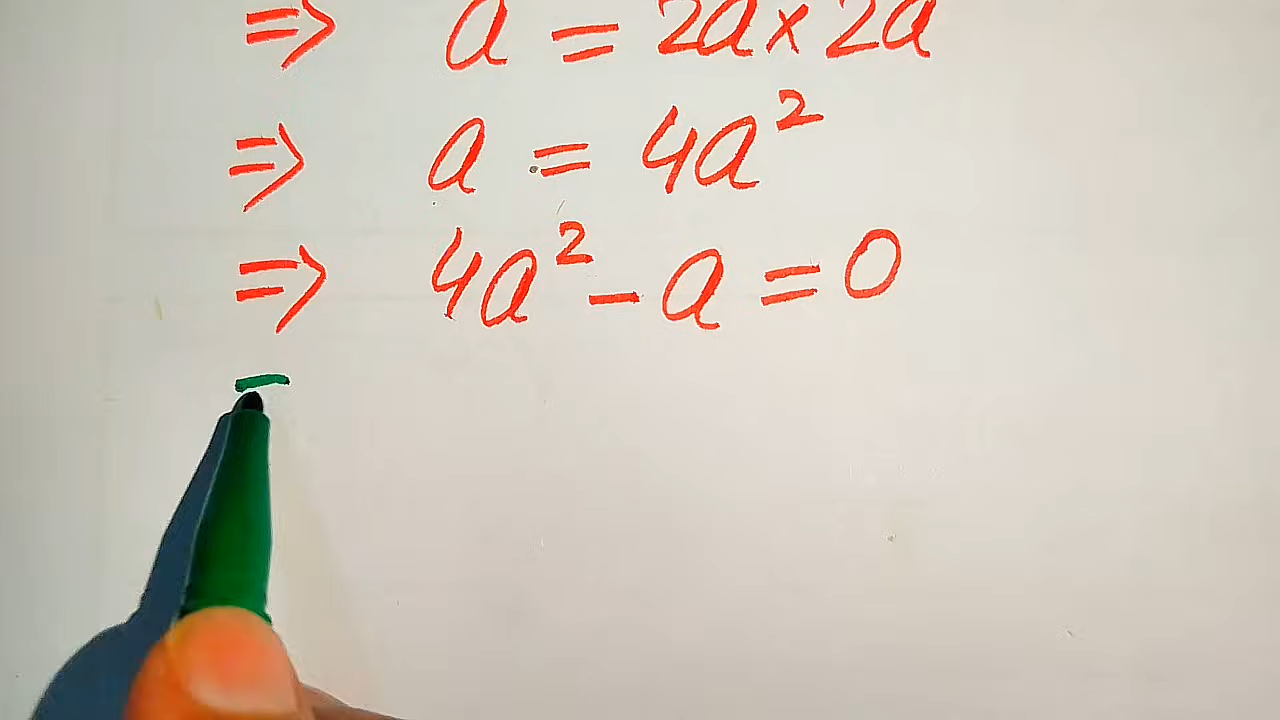 ⇒ a = 2a × 2a
⇒ a = 4a²
⇒ 4a² - a = 0